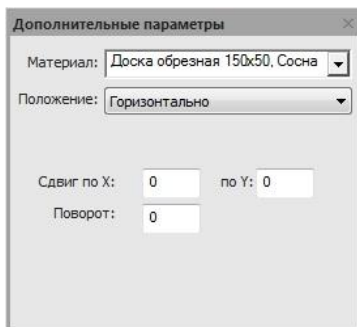 Дополнительные параметры
Материал: Доска обрезная 150x50, Сосна
Положение: Горизонтально
Сдвиг по X: 0 по Y: 0
Поворот: 0